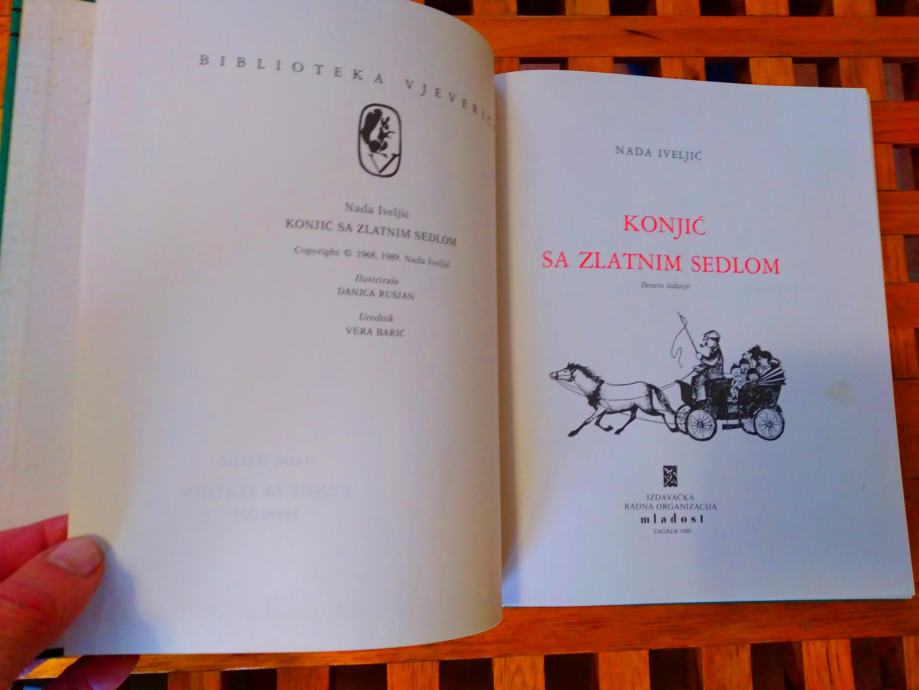 BIBLIOTEKA VJEVERICA
V
Nada Iveljić
KONJIĆ SA ZLATNIM SEDLOM
Copyright © 1968, 1989. Nada Iveljić
Ilustrirala
DANICA RUSJAN
Urednik
VERA BARIĆ
NADA IVELJIĆ
KONJIĆ
SA ZLATNIM SEDLOM
Deseto izdanje
IZDAVAČKA
RADNA ORGANIZACIJA
mladost
ZAGREB 1989